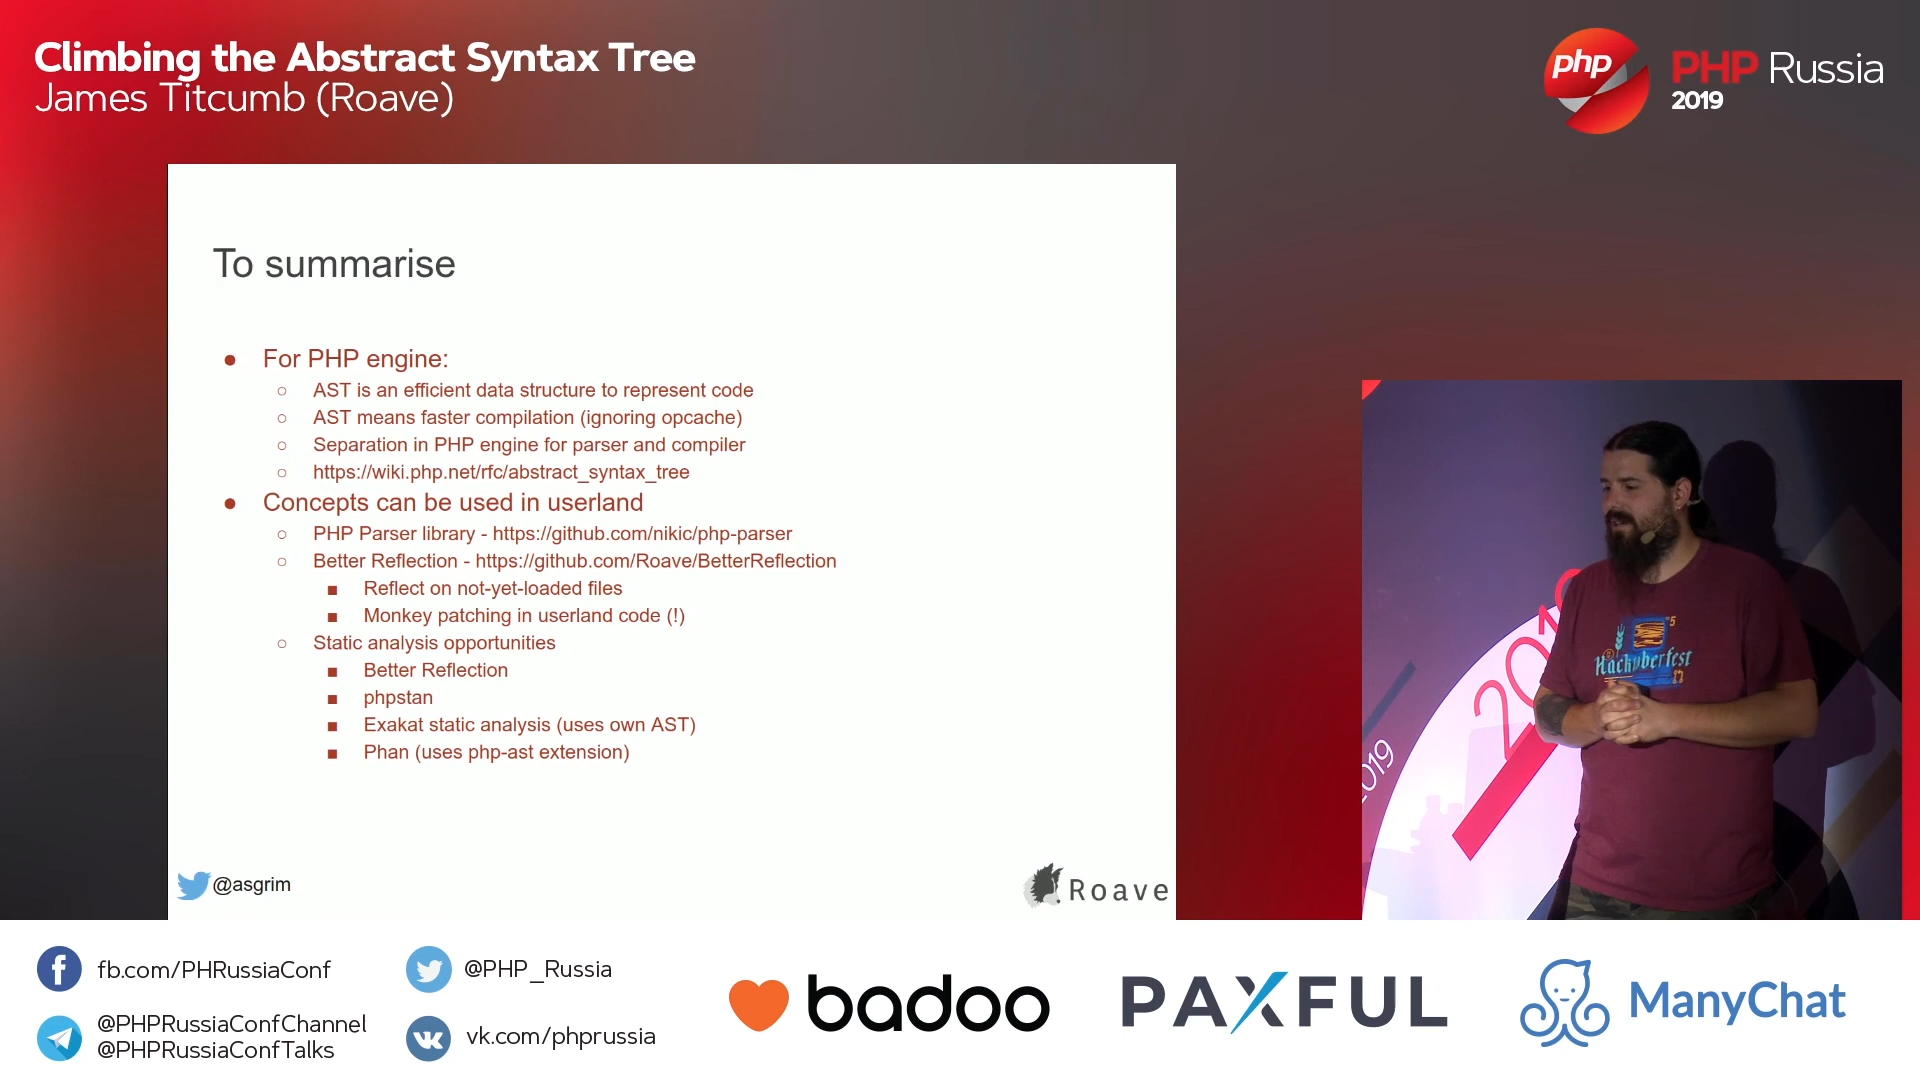 Climbing the Abstract Syntax Tree
James Titcumb (Roave)
php
PHP Russia
2019
To summarise
● For PHP engine:
○ AST is an efficient data structure to represent code
○ AST means faster compilation (ignoring opcache)
○ Separation in PHP engine for parser and compiler
○ https://wiki.php.net/rfc/abstract_syntax_tree
● Concepts can be used in userland
○ PHP Parser library - https://github.com/nikic/php-parser
○ Better Reflection - https://github.com/Roave/BetterReflection
■ Reflect on not-yet-loaded files
■ Monkey patching in userland code (!)
○ Static analysis opportunities
■ Better Reflection
■ phpstan
■ Exakat static analysis (uses own AST)
■ Phan (uses php-ast extension)
@asgrim
Roave
Hacktoberfest
17
2019
fb.com/PHRussiaConf
@PHP_Russia
@PHPRussiaConfChannel
@PHPRussiaConfTalks
vk.com/phprussia
badoo
PAXFUL
ManyChat